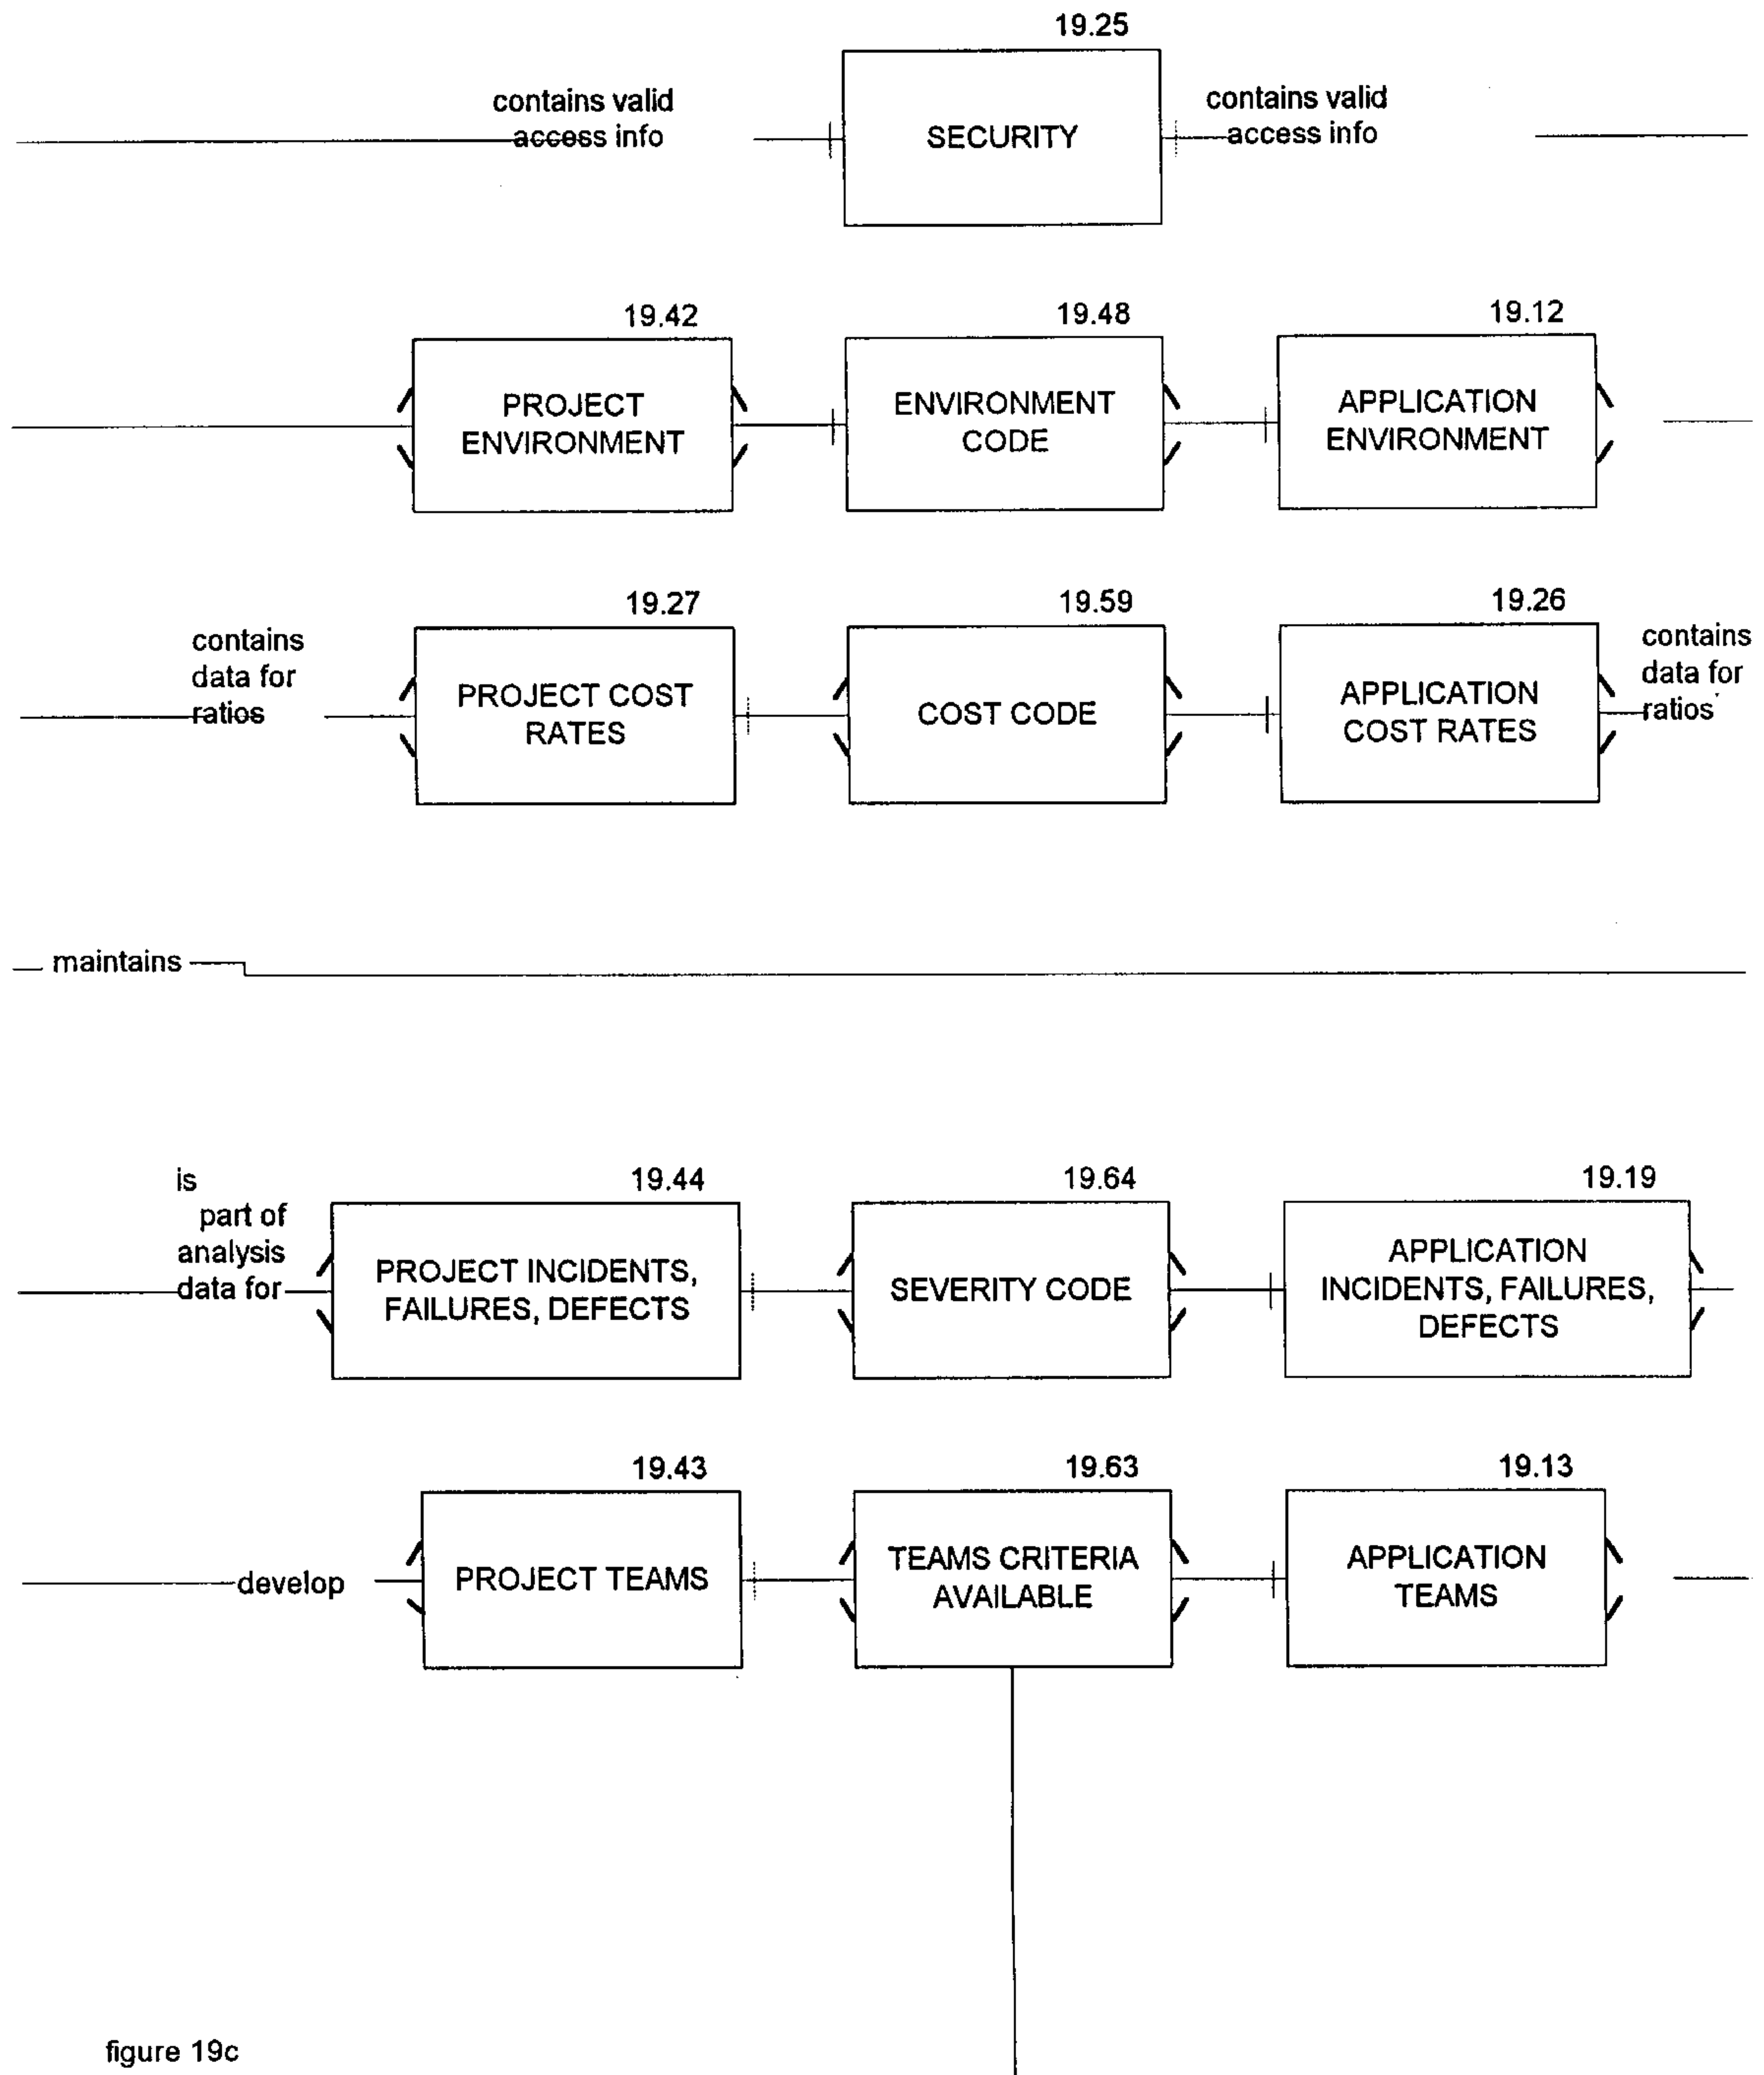 19.25
contains valid
access info
SECURITY
contains valid
access info
19.42
PROJECT
ENVIRONMENT
19.48
ENVIRONMENT
CODE
19.12
APPLICATION
ENVIRONMENT
contains
data for
ratios
19.27
PROJECT COST
RATES
19.59
COST CODE
19.26
APPLICATION
COST RATES
contains
data for
ratios
maintains
is
part of
analysis
data for
19.44
PROJECT INCIDENTS,
FAILURES, DEFECTS
19.64
SEVERITY CODE
19.19
APPLICATION
INCIDENTS, FAILURES,
DEFECTS
develop
19.43
PROJECT TEAMS
19.63
TEAMS CRITERIA
AVAILABLE
19.13
APPLICATION
TEAMS
figure 19c